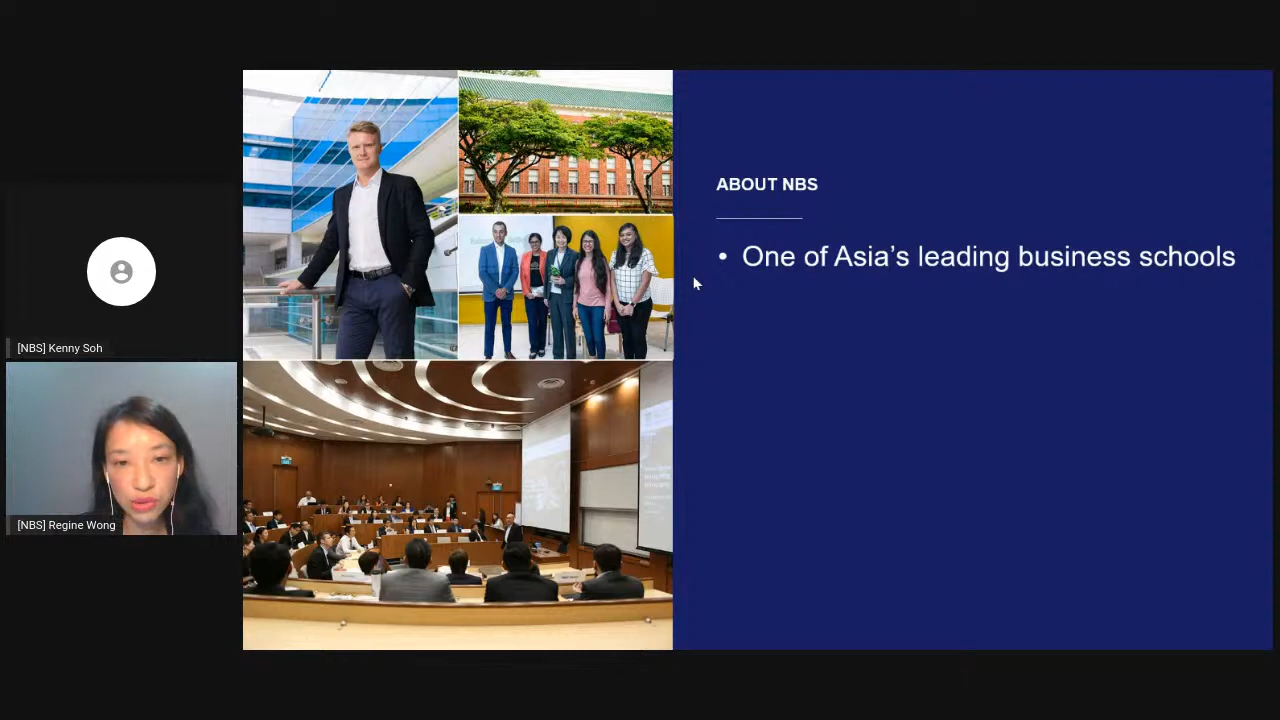 ABOUT NBS
• One of Asia's leading business schools
[NBS] Kenny Soh
[NBS] Regine Wong